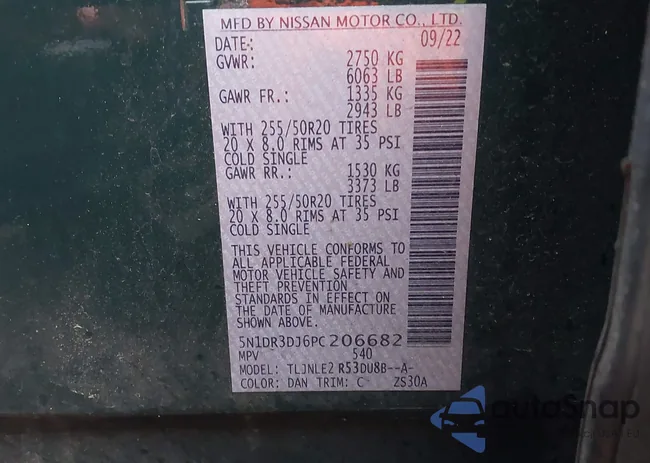 MFD BY NISSAN MOTOR CO., LTD.
DATE: 09/22
GVWR: 2750 KG
6063 LB
GAWR FR.: 1335 KG
2943 LB
WITH 255/50R20 TIRES
20 X 8.0 RIMS AT 35 PSI
COLD SINGLE
GAWR RR.: 1530 KG
3373 LB
WITH 255/50R20 TIRES
20 X 8.0 RIMS AT 35 PSI
COLD SINGLE
THIS VEHICLE CONFORMS TO
ALL APPLICABLE FEDERAL
MOTOR VEHICLE SAFETY AND
THEFT PREVENTION
STANDARDS IN EFFECT ON
THE DATE OF MANUFACTURE
SHOWN ABOVE.
5N1DR3DJ6PC206682
MPV 540
MODEL: TLJNLE2 R53DU8B--A-
COLOR: DAN TRIM: C ZS30A
autoSnap